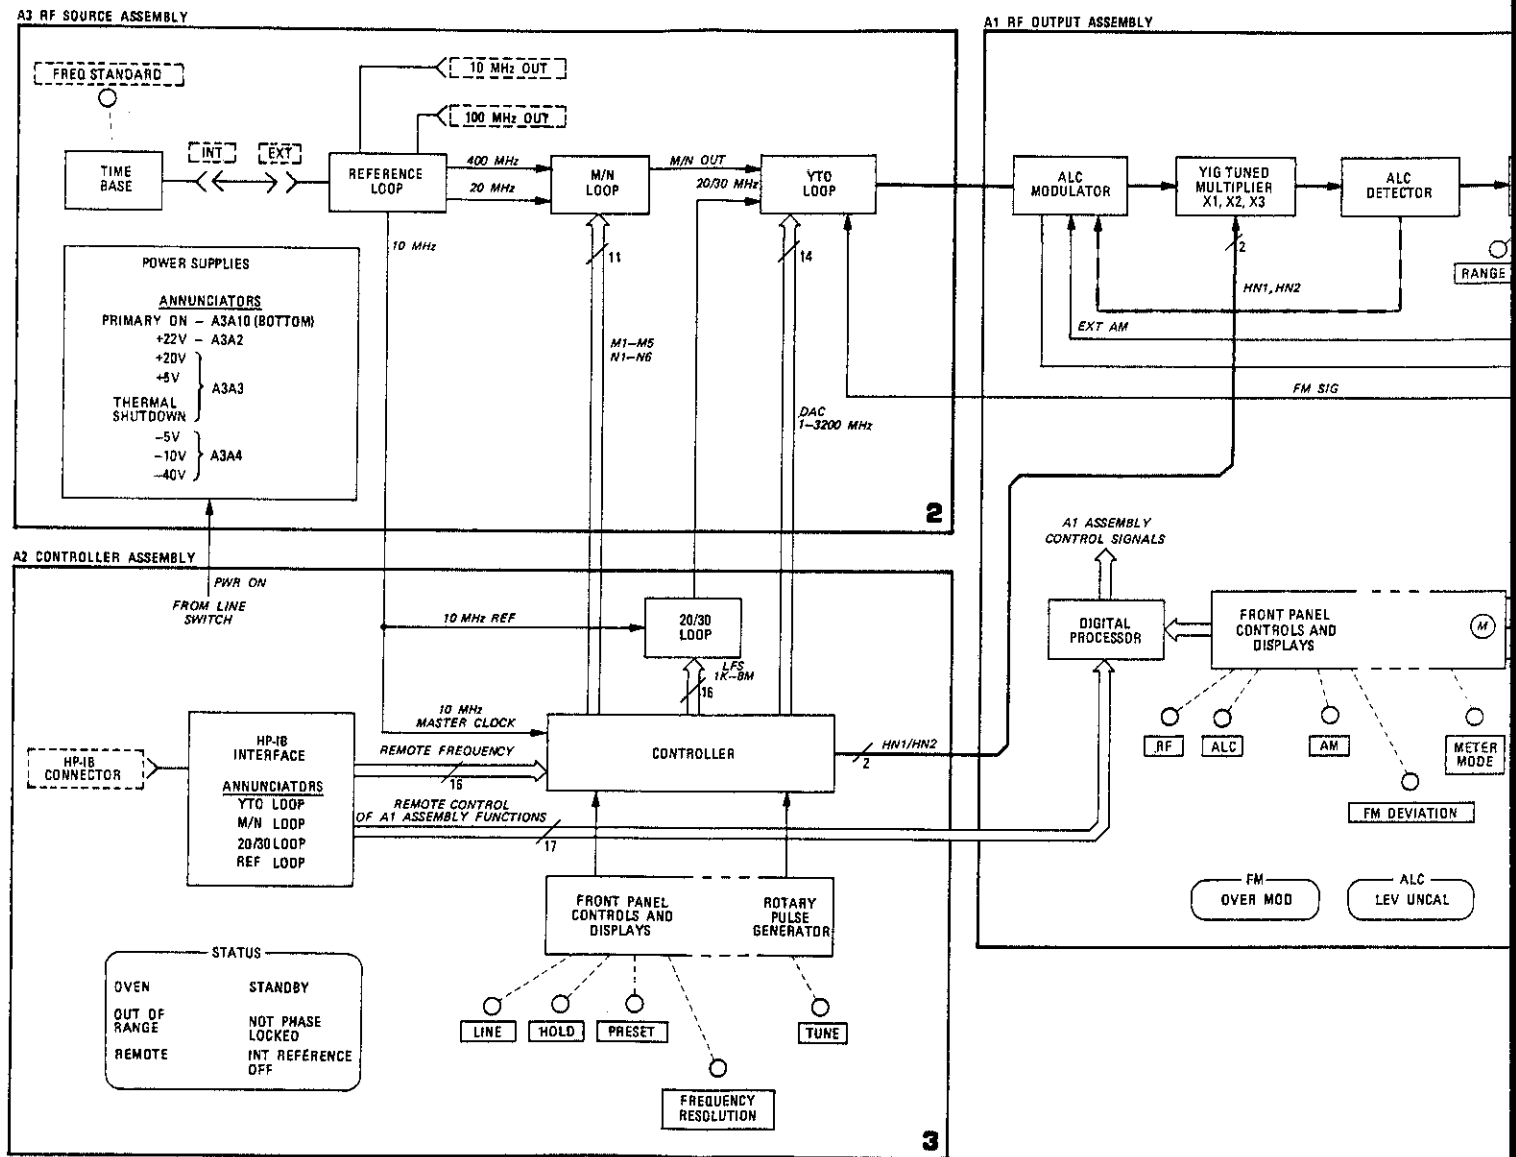 A3 RF SOURCE ASSEMBLY
FREQ STANDARD
TIME
BASE
INT
EXT
REFERENCE
LOOP
10 MHz OUT
100 MHz OUT
400 MHz
20 MHz
M/N
LOOP
M/N OUT
20/30 MHz
YTO
LOOP
10 MHz
11
14
M1–M5
N1–N6
DAC
1–3200 MHz
POWER SUPPLIES
ANNUNCIATORS
PRIMARY ON – A3A10 (BOTTOM)
+22V – A3A2
+20V
+5V
A3A3
THERMAL
SHUTDOWN
–5V
–10V
A3A4
–40V
2
A1 RF OUTPUT ASSEMBLY
ALC
MODULATOR
YIG TUNED
MULTIPLIER
X1, X2, X3
ALC
DETECTOR
2
RANGE
HN1, HN2
EXT AM
FM SIG
A1 ASSEMBLY
CONTROL SIGNALS
DIGITAL
PROCESSOR
FRONT PANEL
CONTROLS AND
DISPLAYS
M
RF
ALC
AM
METER
MODE
FM DEVIATION
FM
OVER MOD
ALC
LEV UNCAL
A2 CONTROLLER ASSEMBLY
PWR ON
FROM LINE
SWITCH
10 MHz REF
20/30
LOOP
LFS
1K–8M
16
10 MHz
MASTER CLOCK
HP-IB
CONNECTOR
HP-IB
INTERFACE
ANNUNCIATORS
YTO LOOP
M/N LOOP
20/30 LOOP
REF LOOP
REMOTE FREQUENCY
16
CONTROLLER
HN1/HN2
2
REMOTE CONTROL
OF A1 ASSEMBLY FUNCTIONS
17
FRONT PANEL
CONTROLS AND
DISPLAYS
ROTARY
PULSE
GENERATOR
STATUS
OVEN
STANDBY
OUT OF
RANGE
NOT PHASE
LOCKED
REMOTE
INT REFERENCE
OFF
LINE
HOLD
PRESET
TUNE
FREQUENCY
RESOLUTION
3